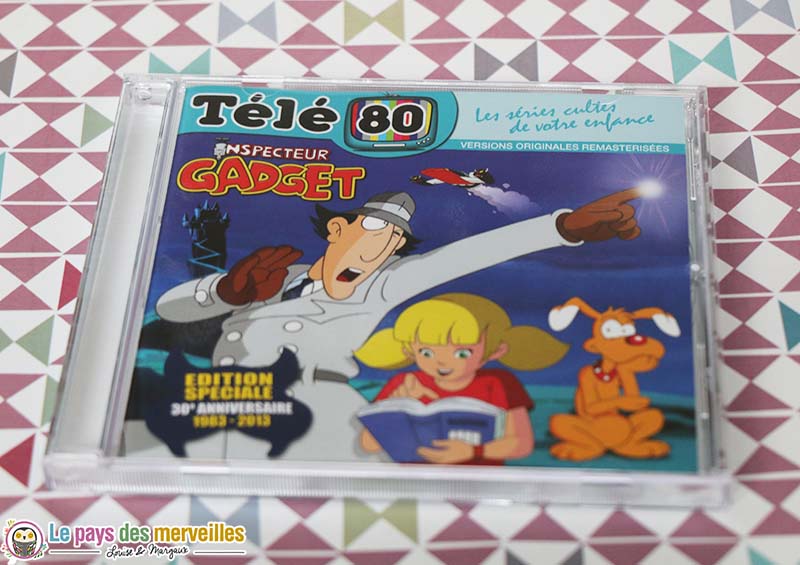 Télé 80
Les séries cultes
de votre enfance
VERSIONS ORIGINALES REMASTERISÉES
INSPECTEUR
GADGET
EDITION
SPÉCIALE
30e ANNIVERSAIRE
1983 - 2013
Le pays des merveilles
Louise & Margaux